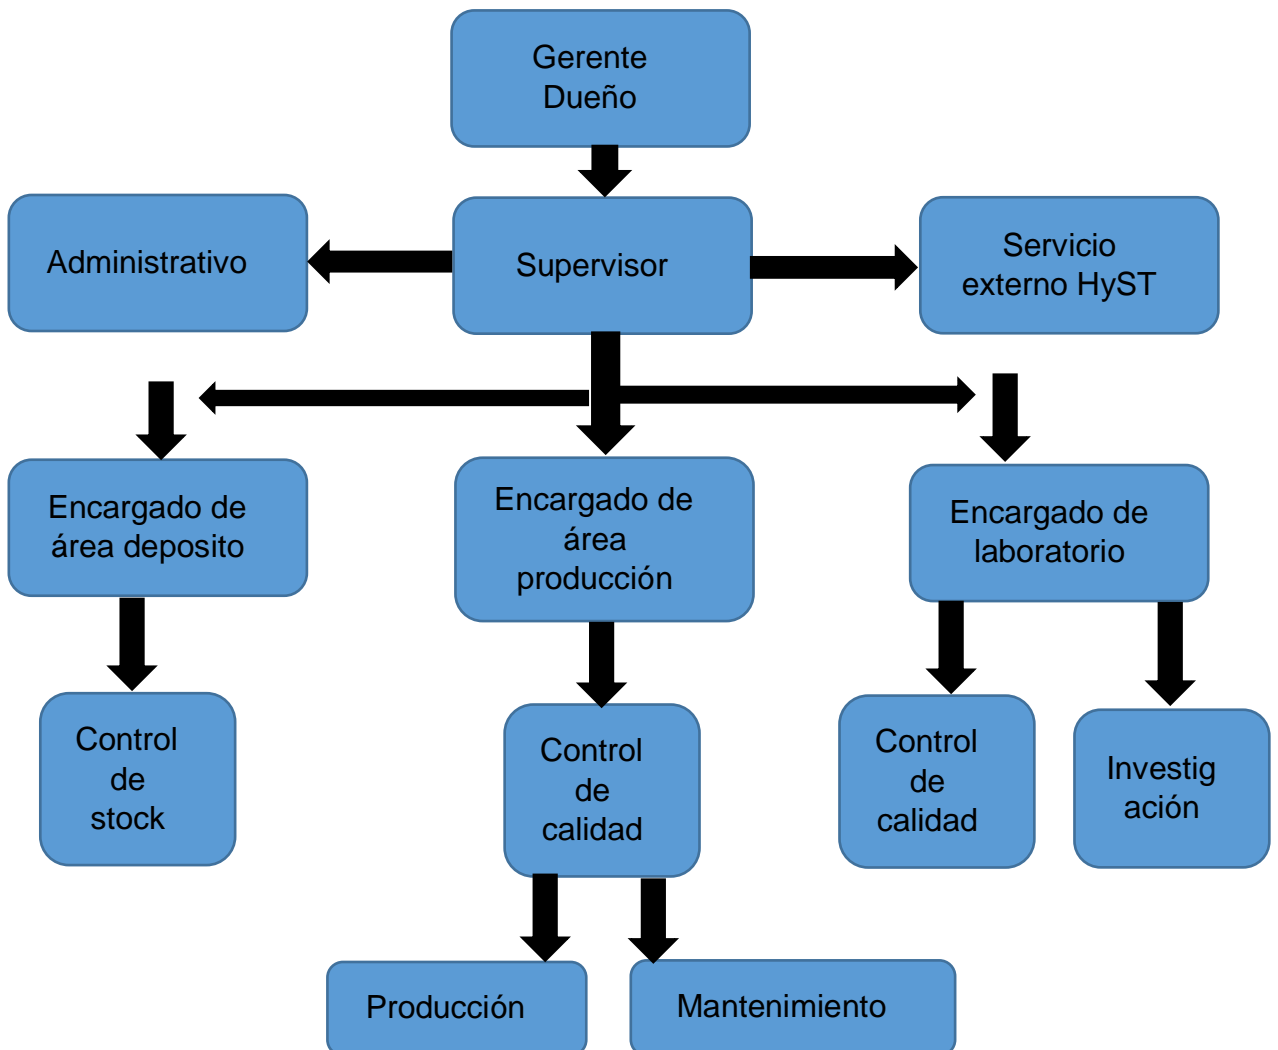 Gerente
Dueño
Administrativo
Supervisor
Servicio
externo HyST
Encargado de
área deposito
Encargado de
área
producción
Encargado de
laboratorio
Control
de
stock
Control
de
calidad
Control
de
calidad
Investig
ación
Producción
Mantenimiento